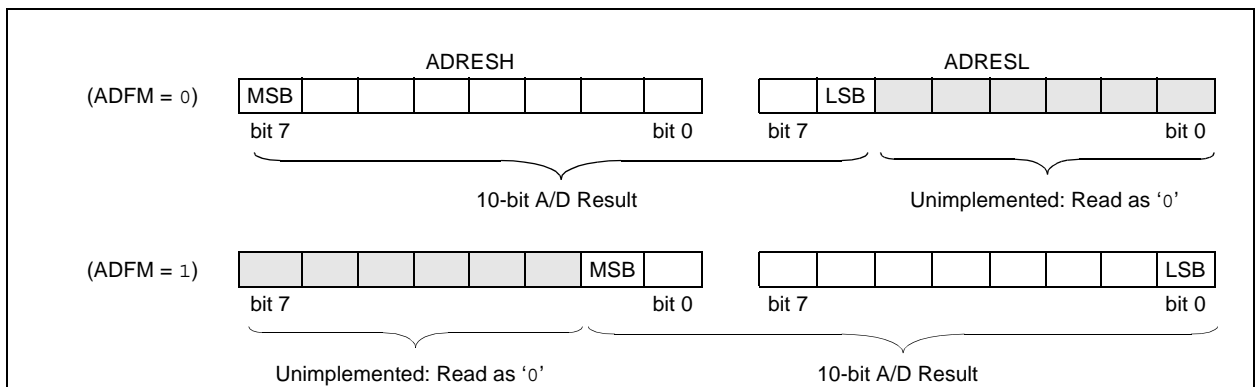 ADRESH ADRESL
(ADFM = 0) MSB LSB
bit 7 bit 0 bit 7 bit 0
10-bit A/D Result Unimplemented: Read as ‘0’
(ADFM = 1) MSB LSB
bit 7 bit 0 bit 7 bit 0
Unimplemented: Read as ‘0’ 10-bit A/D Result